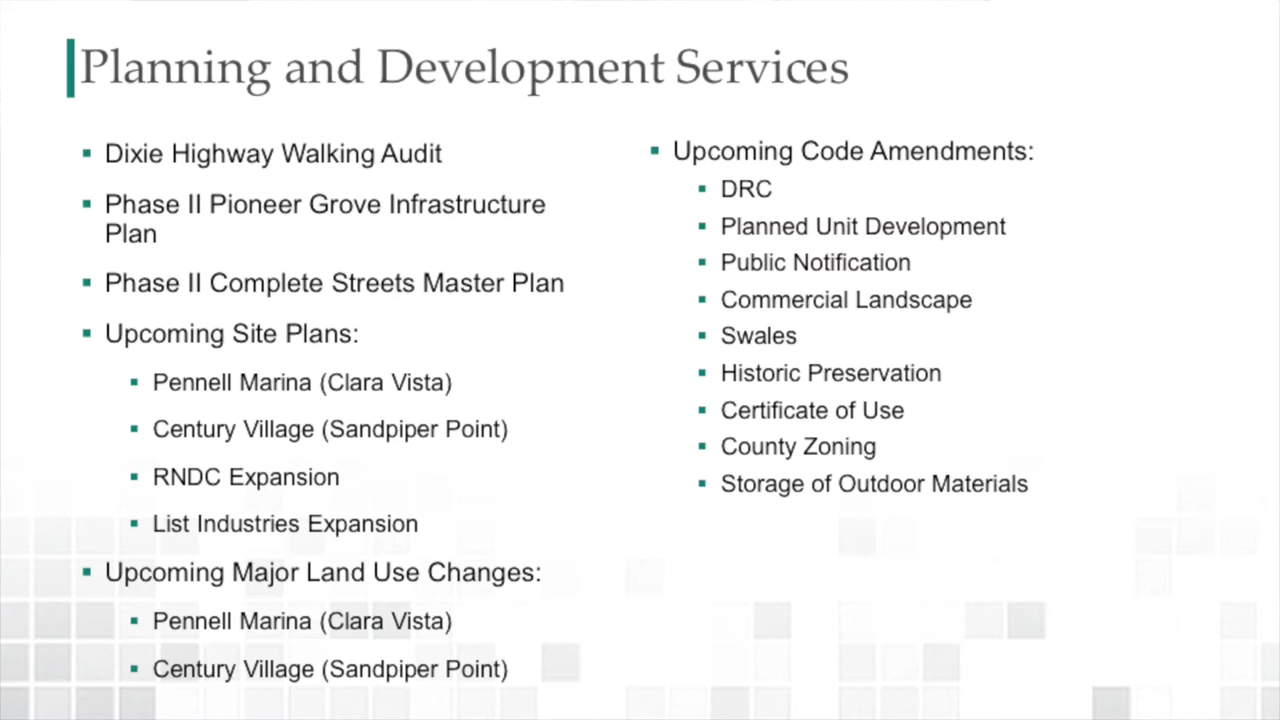 Planning and Development Services
Dixie Highway Walking Audit
Phase II Pioneer Grove Infrastructure
Plan
Phase II Complete Streets Master Plan
Upcoming Site Plans:
Pennell Marina (Clara Vista)
Century Village (Sandpiper Point)
RNDC Expansion
List Industries Expansion
Upcoming Major Land Use Changes:
Pennell Marina (Clara Vista)
Century Village (Sandpiper Point)
Upcoming Code Amendments:
DRC
Planned Unit Development
Public Notification
Commercial Landscape
Swales
Historic Preservation
Certificate of Use
County Zoning
Storage of Outdoor Materials